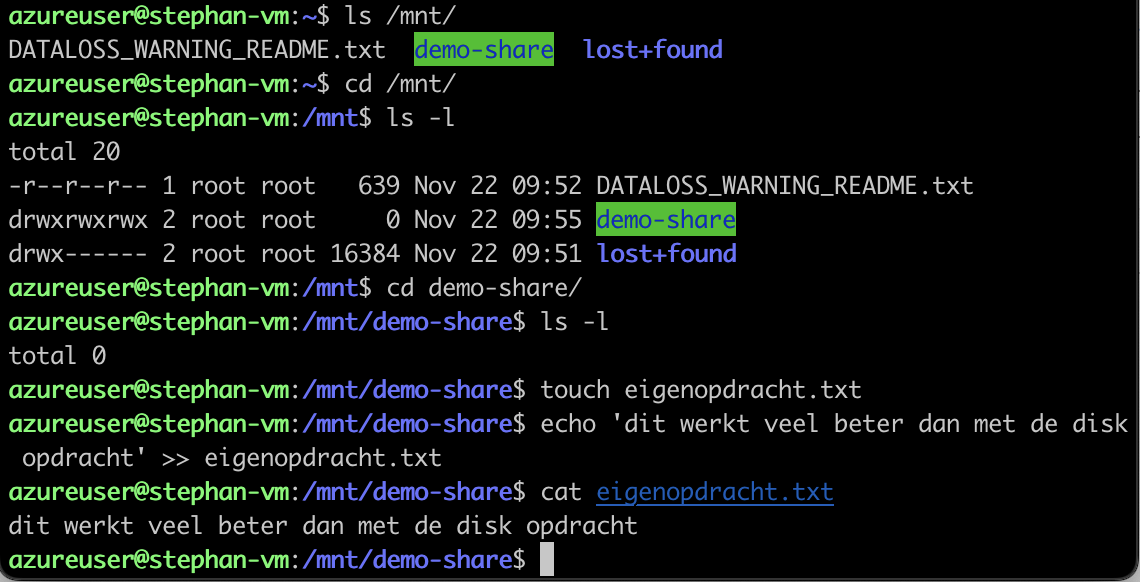 azureuser@stephan-vm:~$ ls /mnt/
DATALOSS_WARNING_README.txt  demo-share  lost+found
azureuser@stephan-vm:~$ cd /mnt/
azureuser@stephan-vm:/mnt$ ls -l
total 20
-r--r--r-- 1 root root   639 Nov 22 09:52 DATALOSS_WARNING_README.txt
drwxrwxrwx 2 root root     0 Nov 22 09:55 demo-share
drwx------ 2 root root 16384 Nov 22 09:51 lost+found
azureuser@stephan-vm:/mnt$ cd demo-share/
azureuser@stephan-vm:/mnt/demo-share$ ls -l
total 0
azureuser@stephan-vm:/mnt/demo-share$ touch eigenopdracht.txt
azureuser@stephan-vm:/mnt/demo-share$ echo 'dit werkt veel beter dan met de disk
 opdracht' >> eigenopdracht.txt
azureuser@stephan-vm:/mnt/demo-share$ cat eigenopdracht.txt
dit werkt veel beter dan met de disk opdracht
azureuser@stephan-vm:/mnt/demo-share$